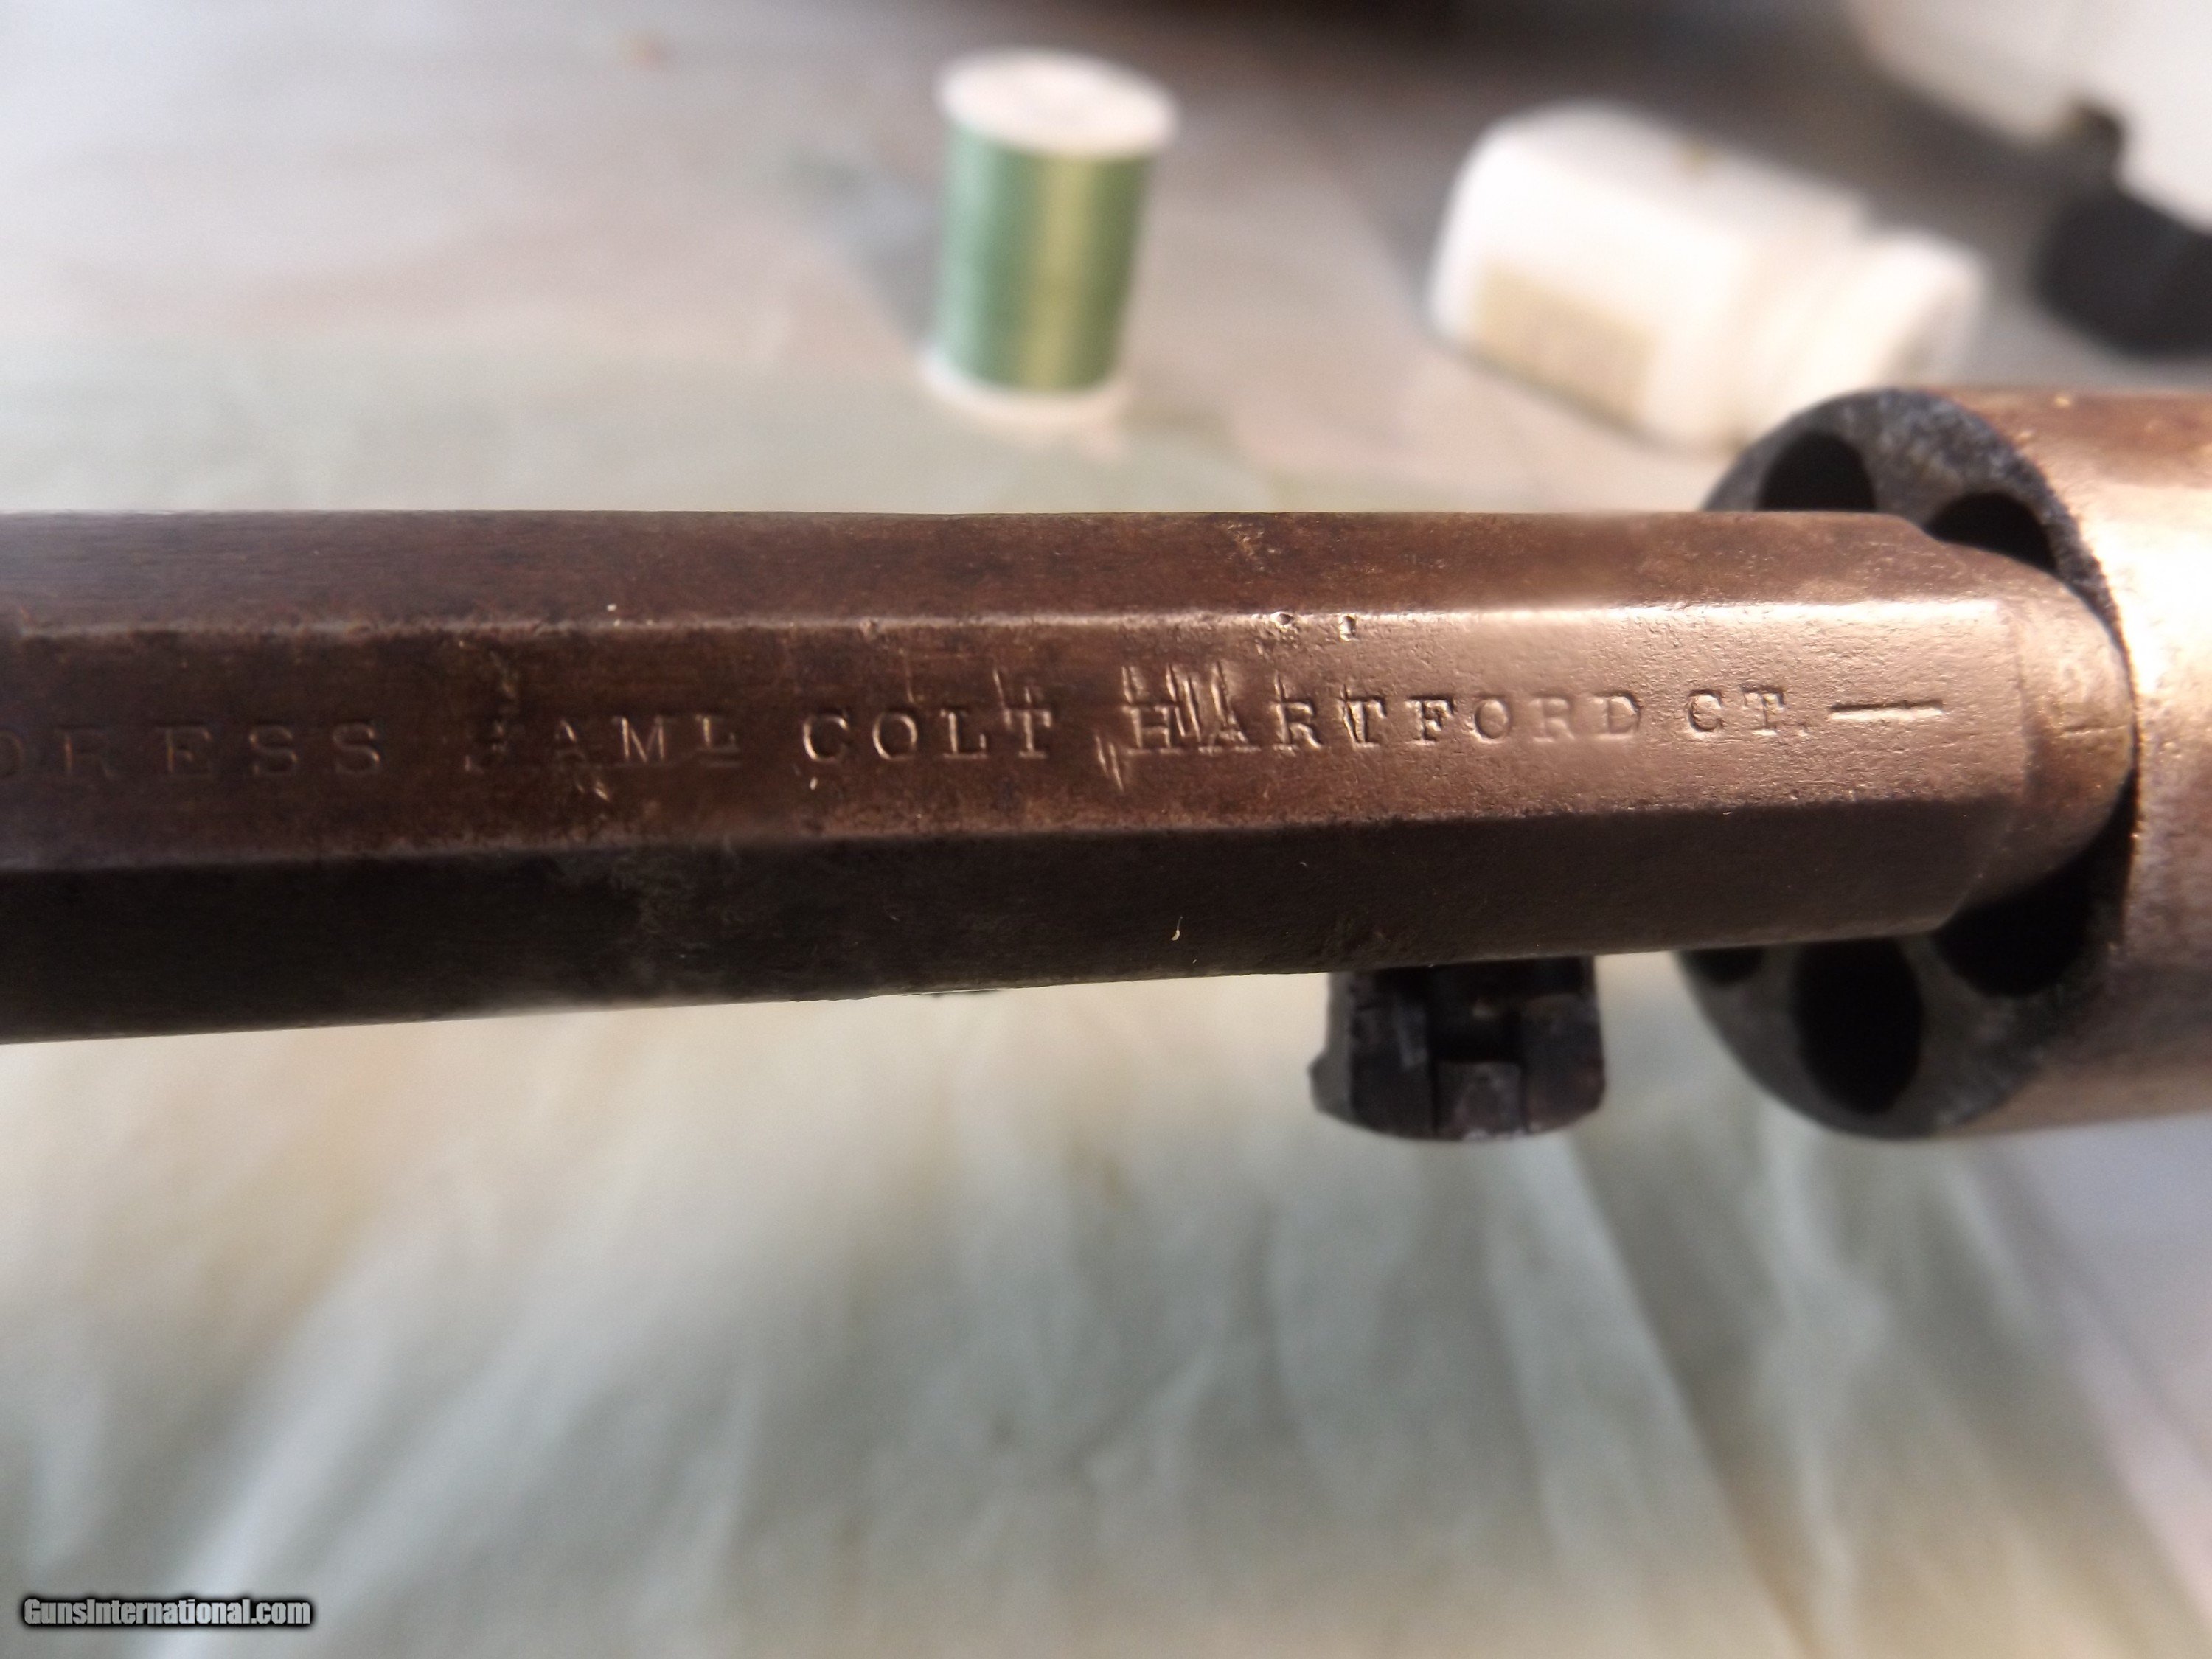 DRESS SAML COLT HARTFORD CT. —
GunsInternational.com